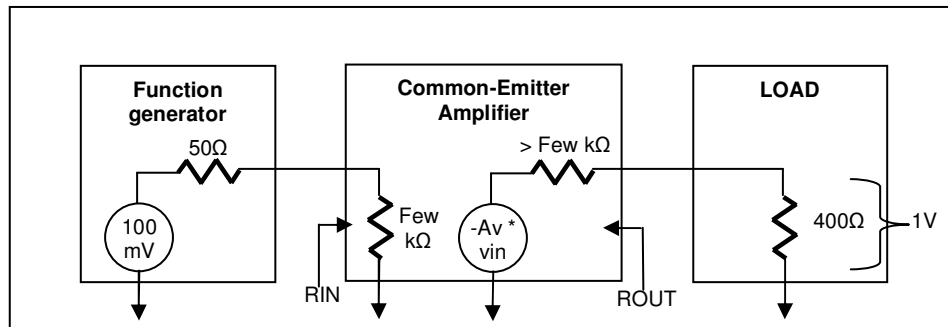 Function
generator
50Ω
100
mV
Common-Emitter
Amplifier
> Few kΩ
Few
kΩ
-Av *
vin
RIN
ROUT
LOAD
400Ω
1V